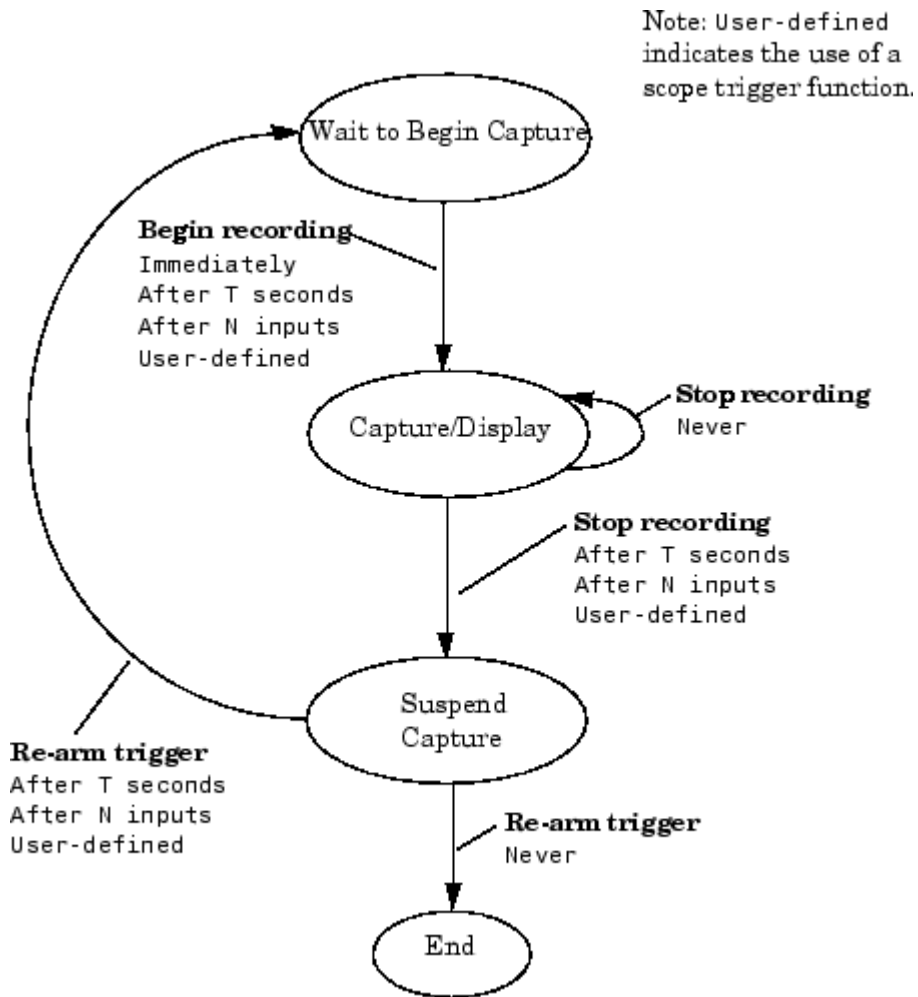 Note: User-defined
indicates the use of a
scope trigger function.
Wait to Begin Capture
Begin recording
Immediately
After T seconds
After N inputs
User-defined
Capture/Display
Stop recording
Never
Stop recording
After T seconds
After N inputs
User-defined
Suspend
Capture
Re-arm trigger
After T seconds
After N inputs
User-defined
Re-arm trigger
Never
End